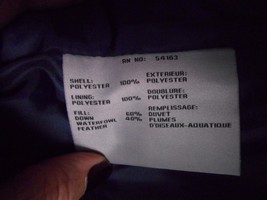 RN NO: 54163
SHELL: EXTERIEUR:
POLYESTER 100% POLYESTER
LINING: DOUBLURE:
POLYESTER 100% POLYESTER
FILL: REMPLISSAGE:
DOWN 60% DUVET
WATERFOWL 40% PLUMES
FEATHER D'OISEAUX-AQUATIQUE